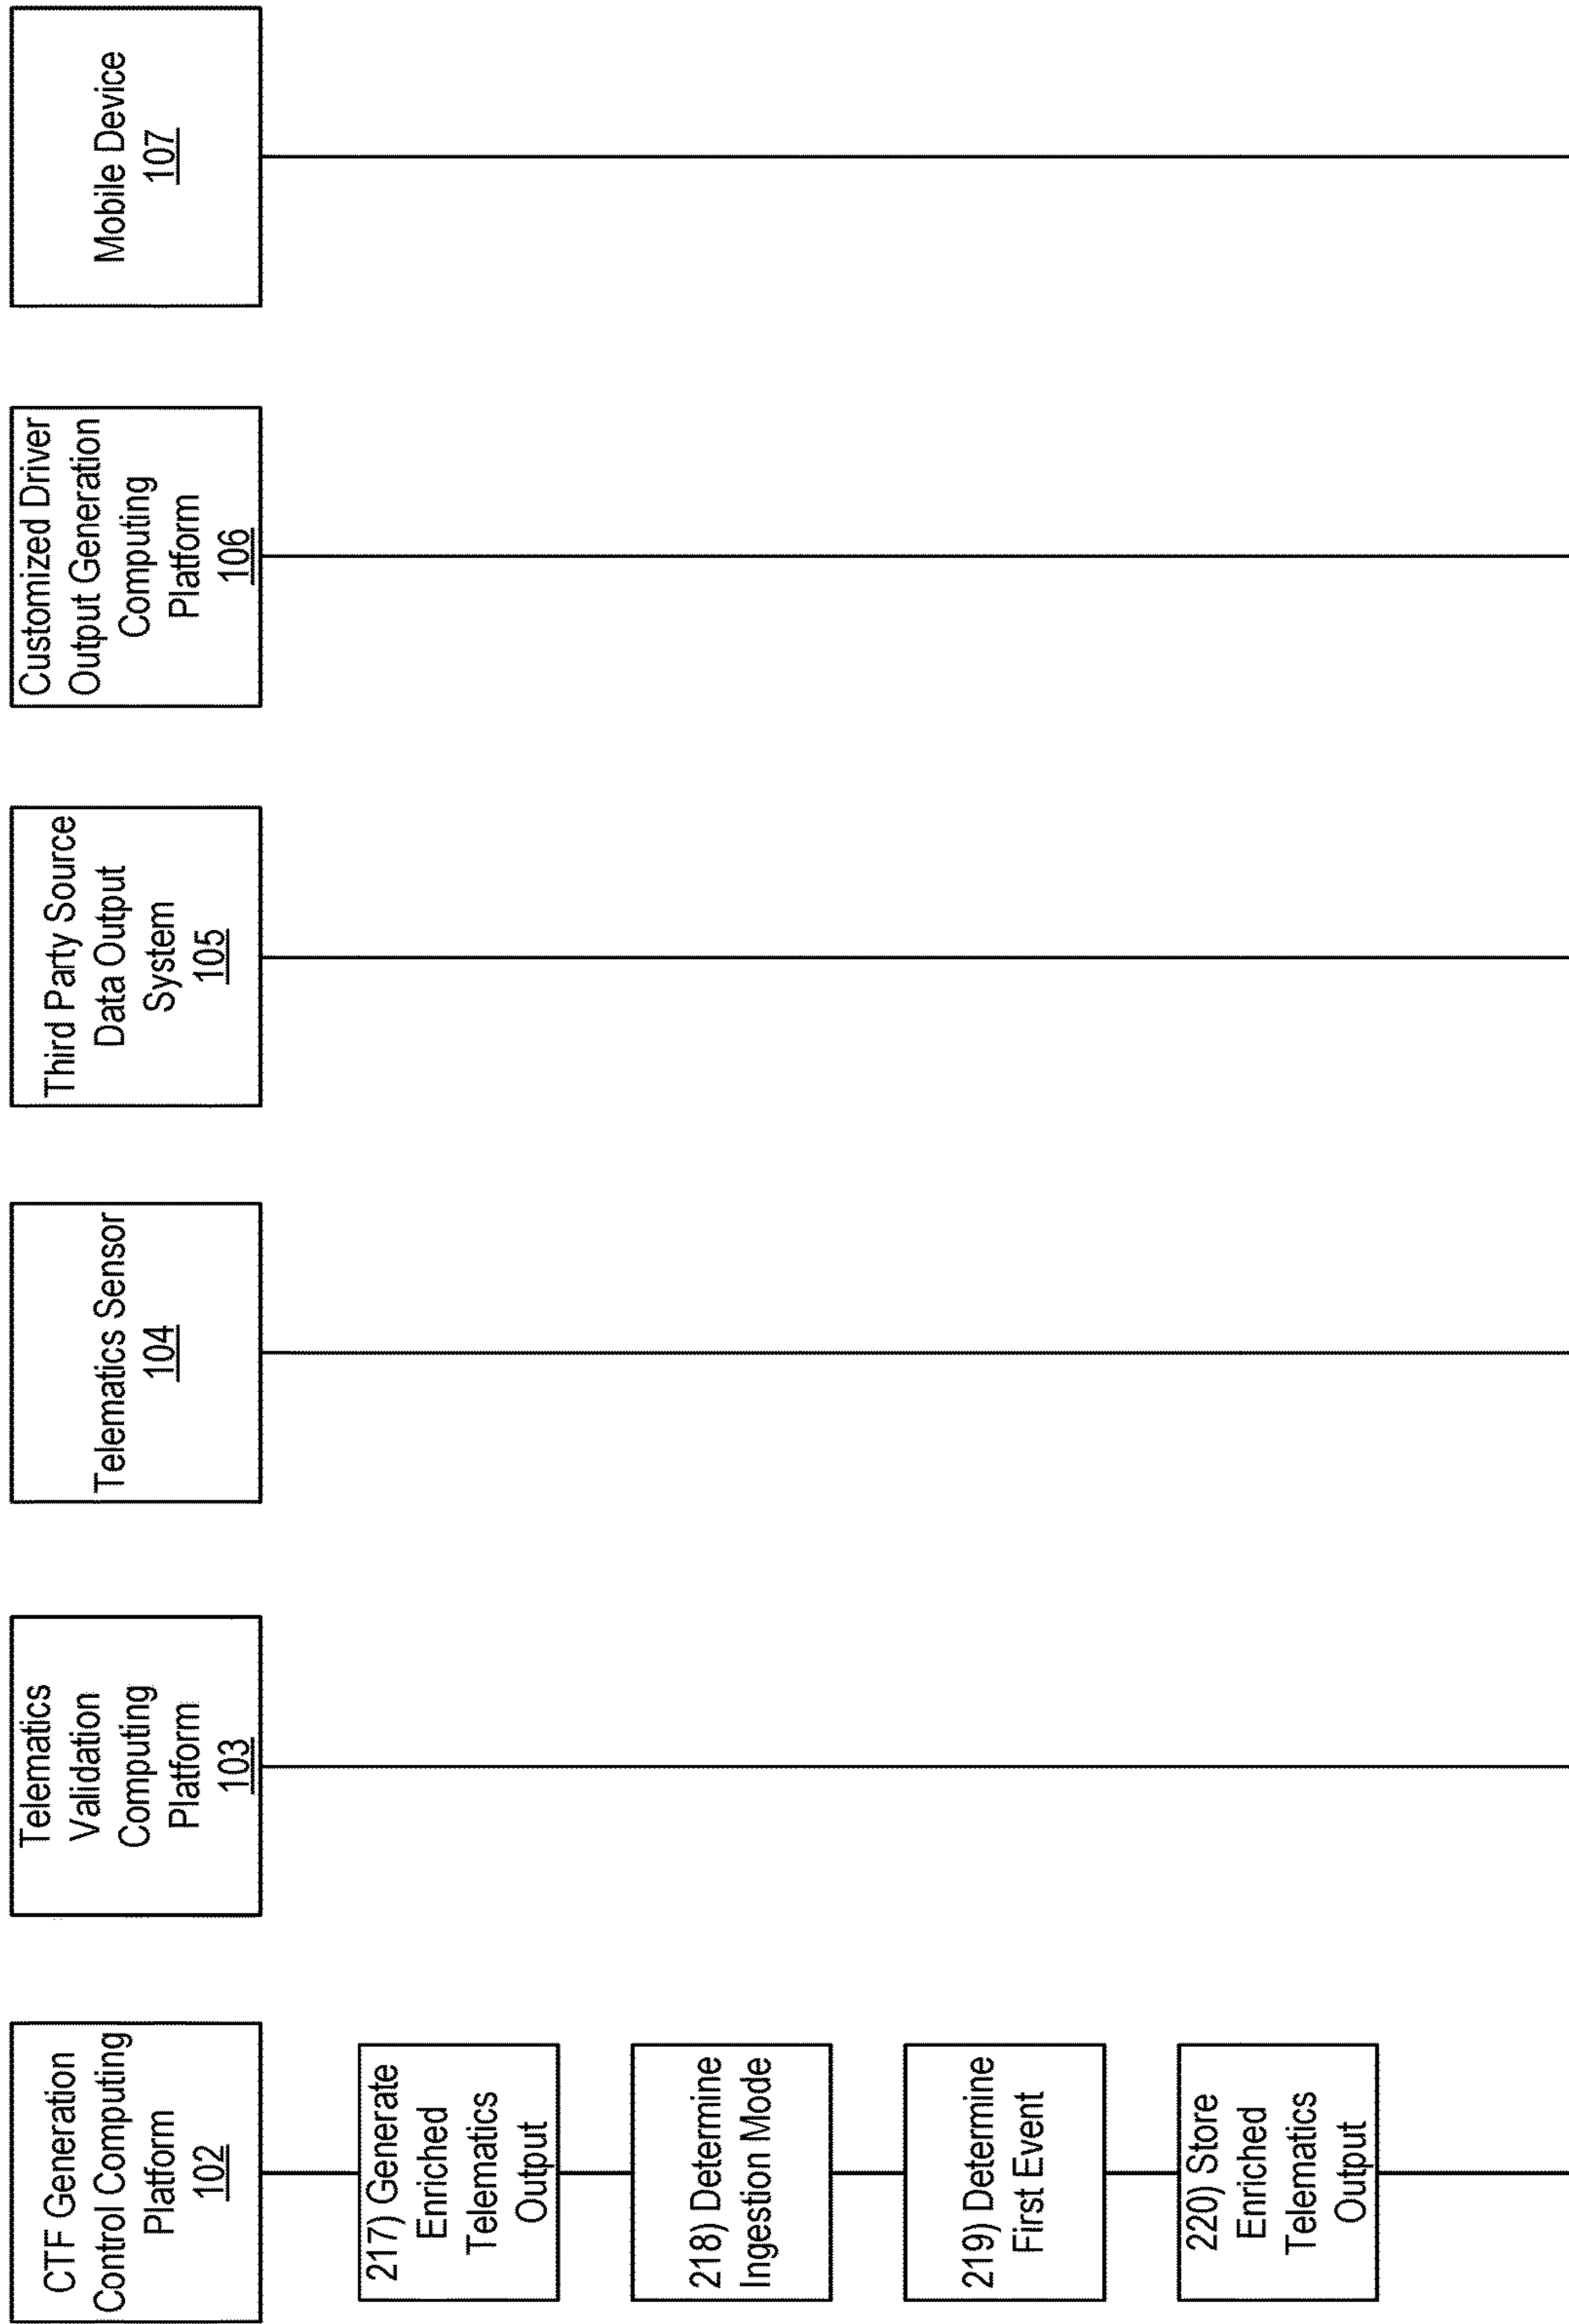 CTF Generation
Control Computing
Platform
102
Telematics
Validation
Computing
Platform
103
Telematics Sensor
104
Third Party Source
Data Output
System
105
Customized Driver
Output Generation
Computing
Platform
106
Mobile Device
107
217) Generate
Enriched
Telematics
Output
218) Determine
Ingestion Mode
219) Determine
First Event
220) Store
Enriched
Telematics
Output